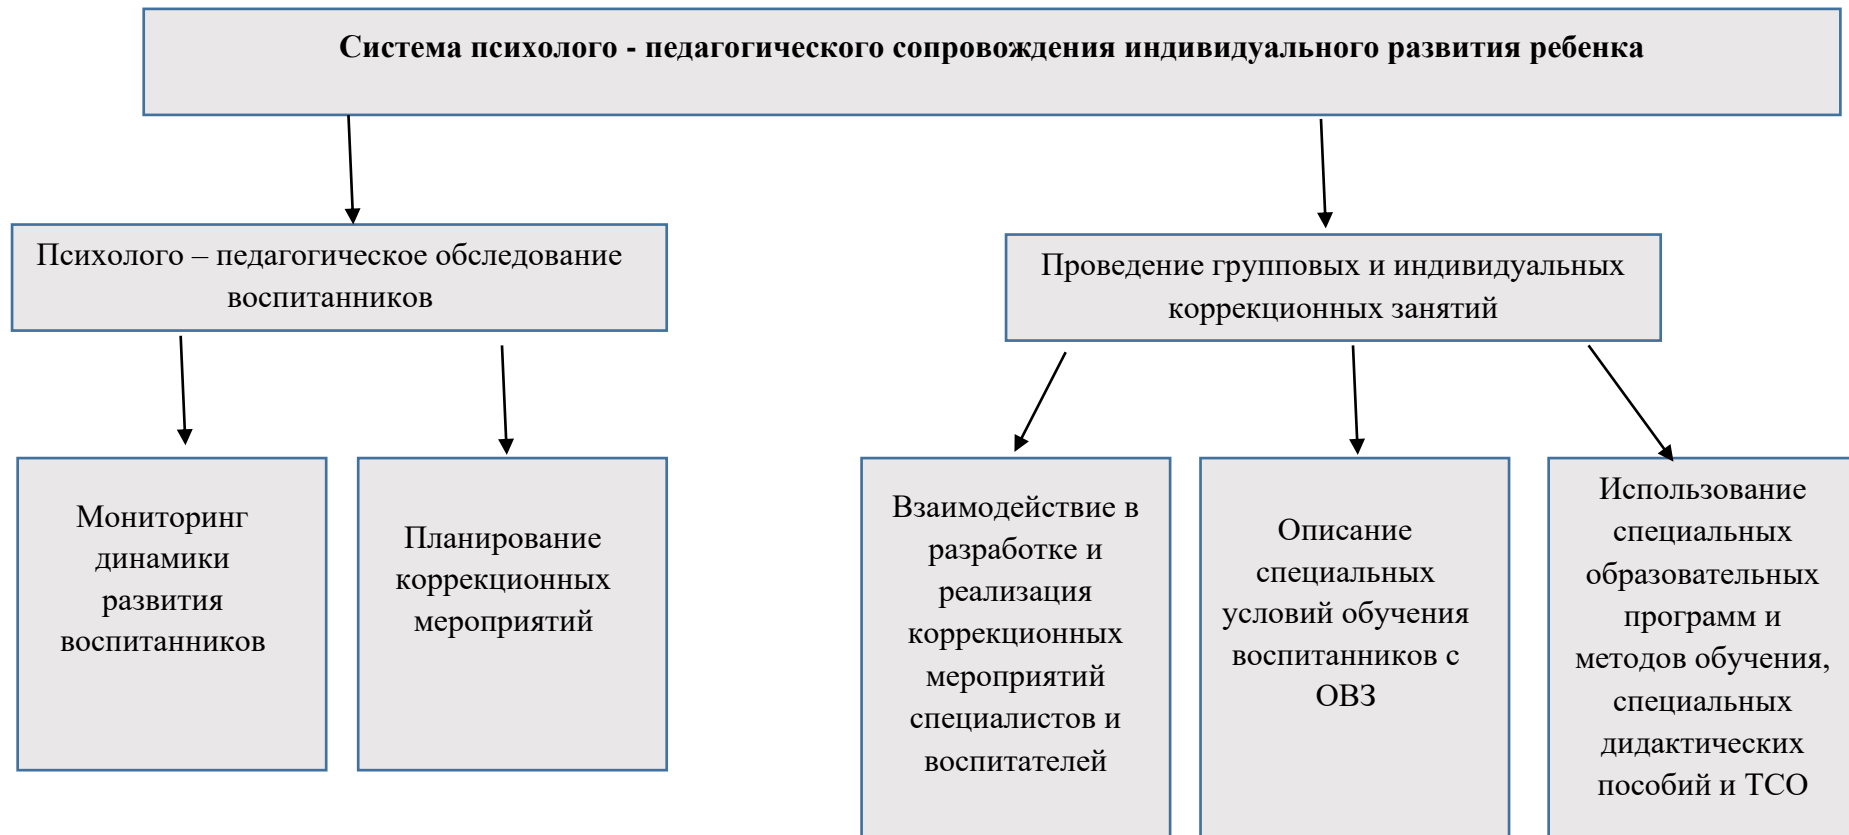 Система психолого - педагогического сопровождения индивидуального развития ребенка
Психолого – педагогическое обследование
воспитанников
Проведение групповых и индивидуальных
коррекционных занятий
Мониторинг
динамики
развития
воспитанников
Планирование
коррекционных
мероприятий
Взаимодействие в
разработке и
реализация
коррекционных
мероприятий
специалистов и
воспитателей
Описание
специальных
условий обучения
воспитанников с
ОВЗ
Использование
специальных
образовательных
программ и
методов обучения,
специальных
дидактических
пособий и ТСО